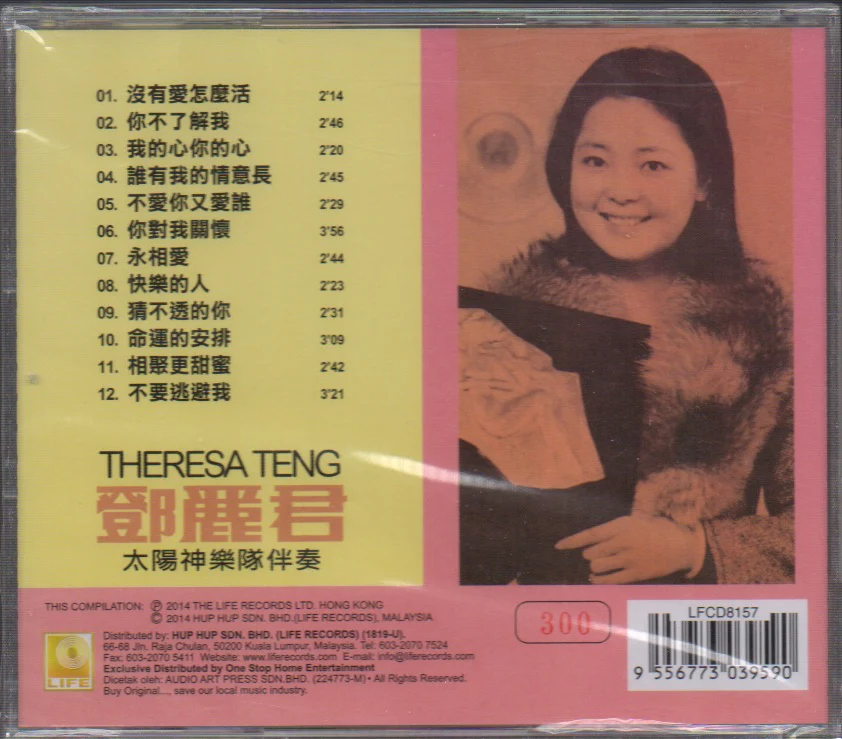 01. 沒有愛怎麼活 2'14
02. 你不了解我 2'46
03. 我的心你的心 2'20
04. 誰有我的情意長 2'45
05. 不愛你又愛誰 2'29
06. 你對我關懷 3'56
07. 永相愛 2'44
08. 快樂的人 2'23
09. 猜不透的你 2'31
10. 命運的安排 3'09
11. 相聚更甜蜜 2'42
12. 不要逃避我 3'21
THERESA TENG
鄧麗君
太陽神樂隊伴奏
THIS COMPILATION: ℗ 2014 THE LIFE RECORDS LTD. HONG KONG
© 2014 HUP HUP SDN. BHD.(LIFE RECORDS), MALAYSIA
LIFE
Distributed by: HUP HUP SDN. BHD. (LIFE RECORDS) (1819-U).
66-68 Jln. Raja Chulan, 50200 Kuala Lumpur, Malaysia. Tel: 603-2070 7524
Fax: 603-2070 5411 Website: www.liferecords.com E-mail: info@liferecords.com
Exclusive Distributed by One Stop Home Entertainment
Dicetak oleh: AUDIO ART PRESS SDN.BHD. (224773-M) • All Rights Reserved.
Buy Original..., save our local music industry.
300
LFCD8157
9 556773 039590